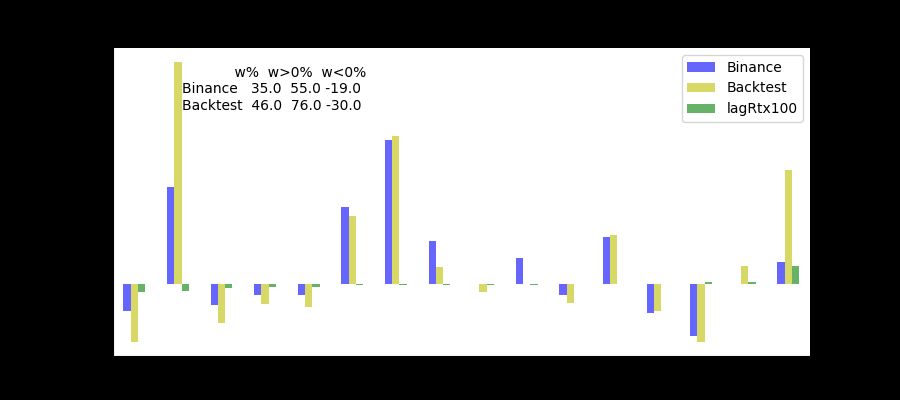 w% w>0% w<0%
Binance 35.0 55.0 -19.0
Backtest 46.0 76.0 -30.0
Binance
Backtest
lagRtx100